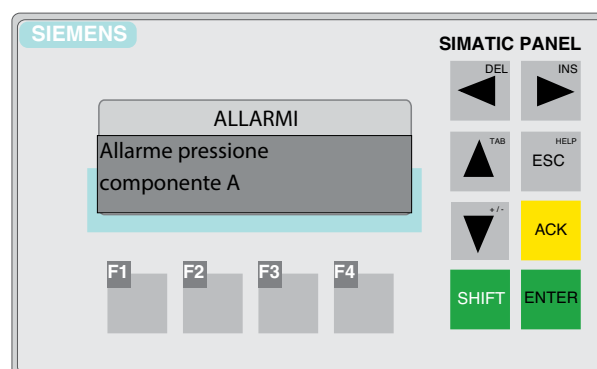 SIEMENS
SIMATIC PANEL
DEL
INS
ALLARMI
Allarme pressione
componente A
TAB
HELP
ESC
+ / -
ACK
F1 F2 F3 F4
SHIFT ENTER